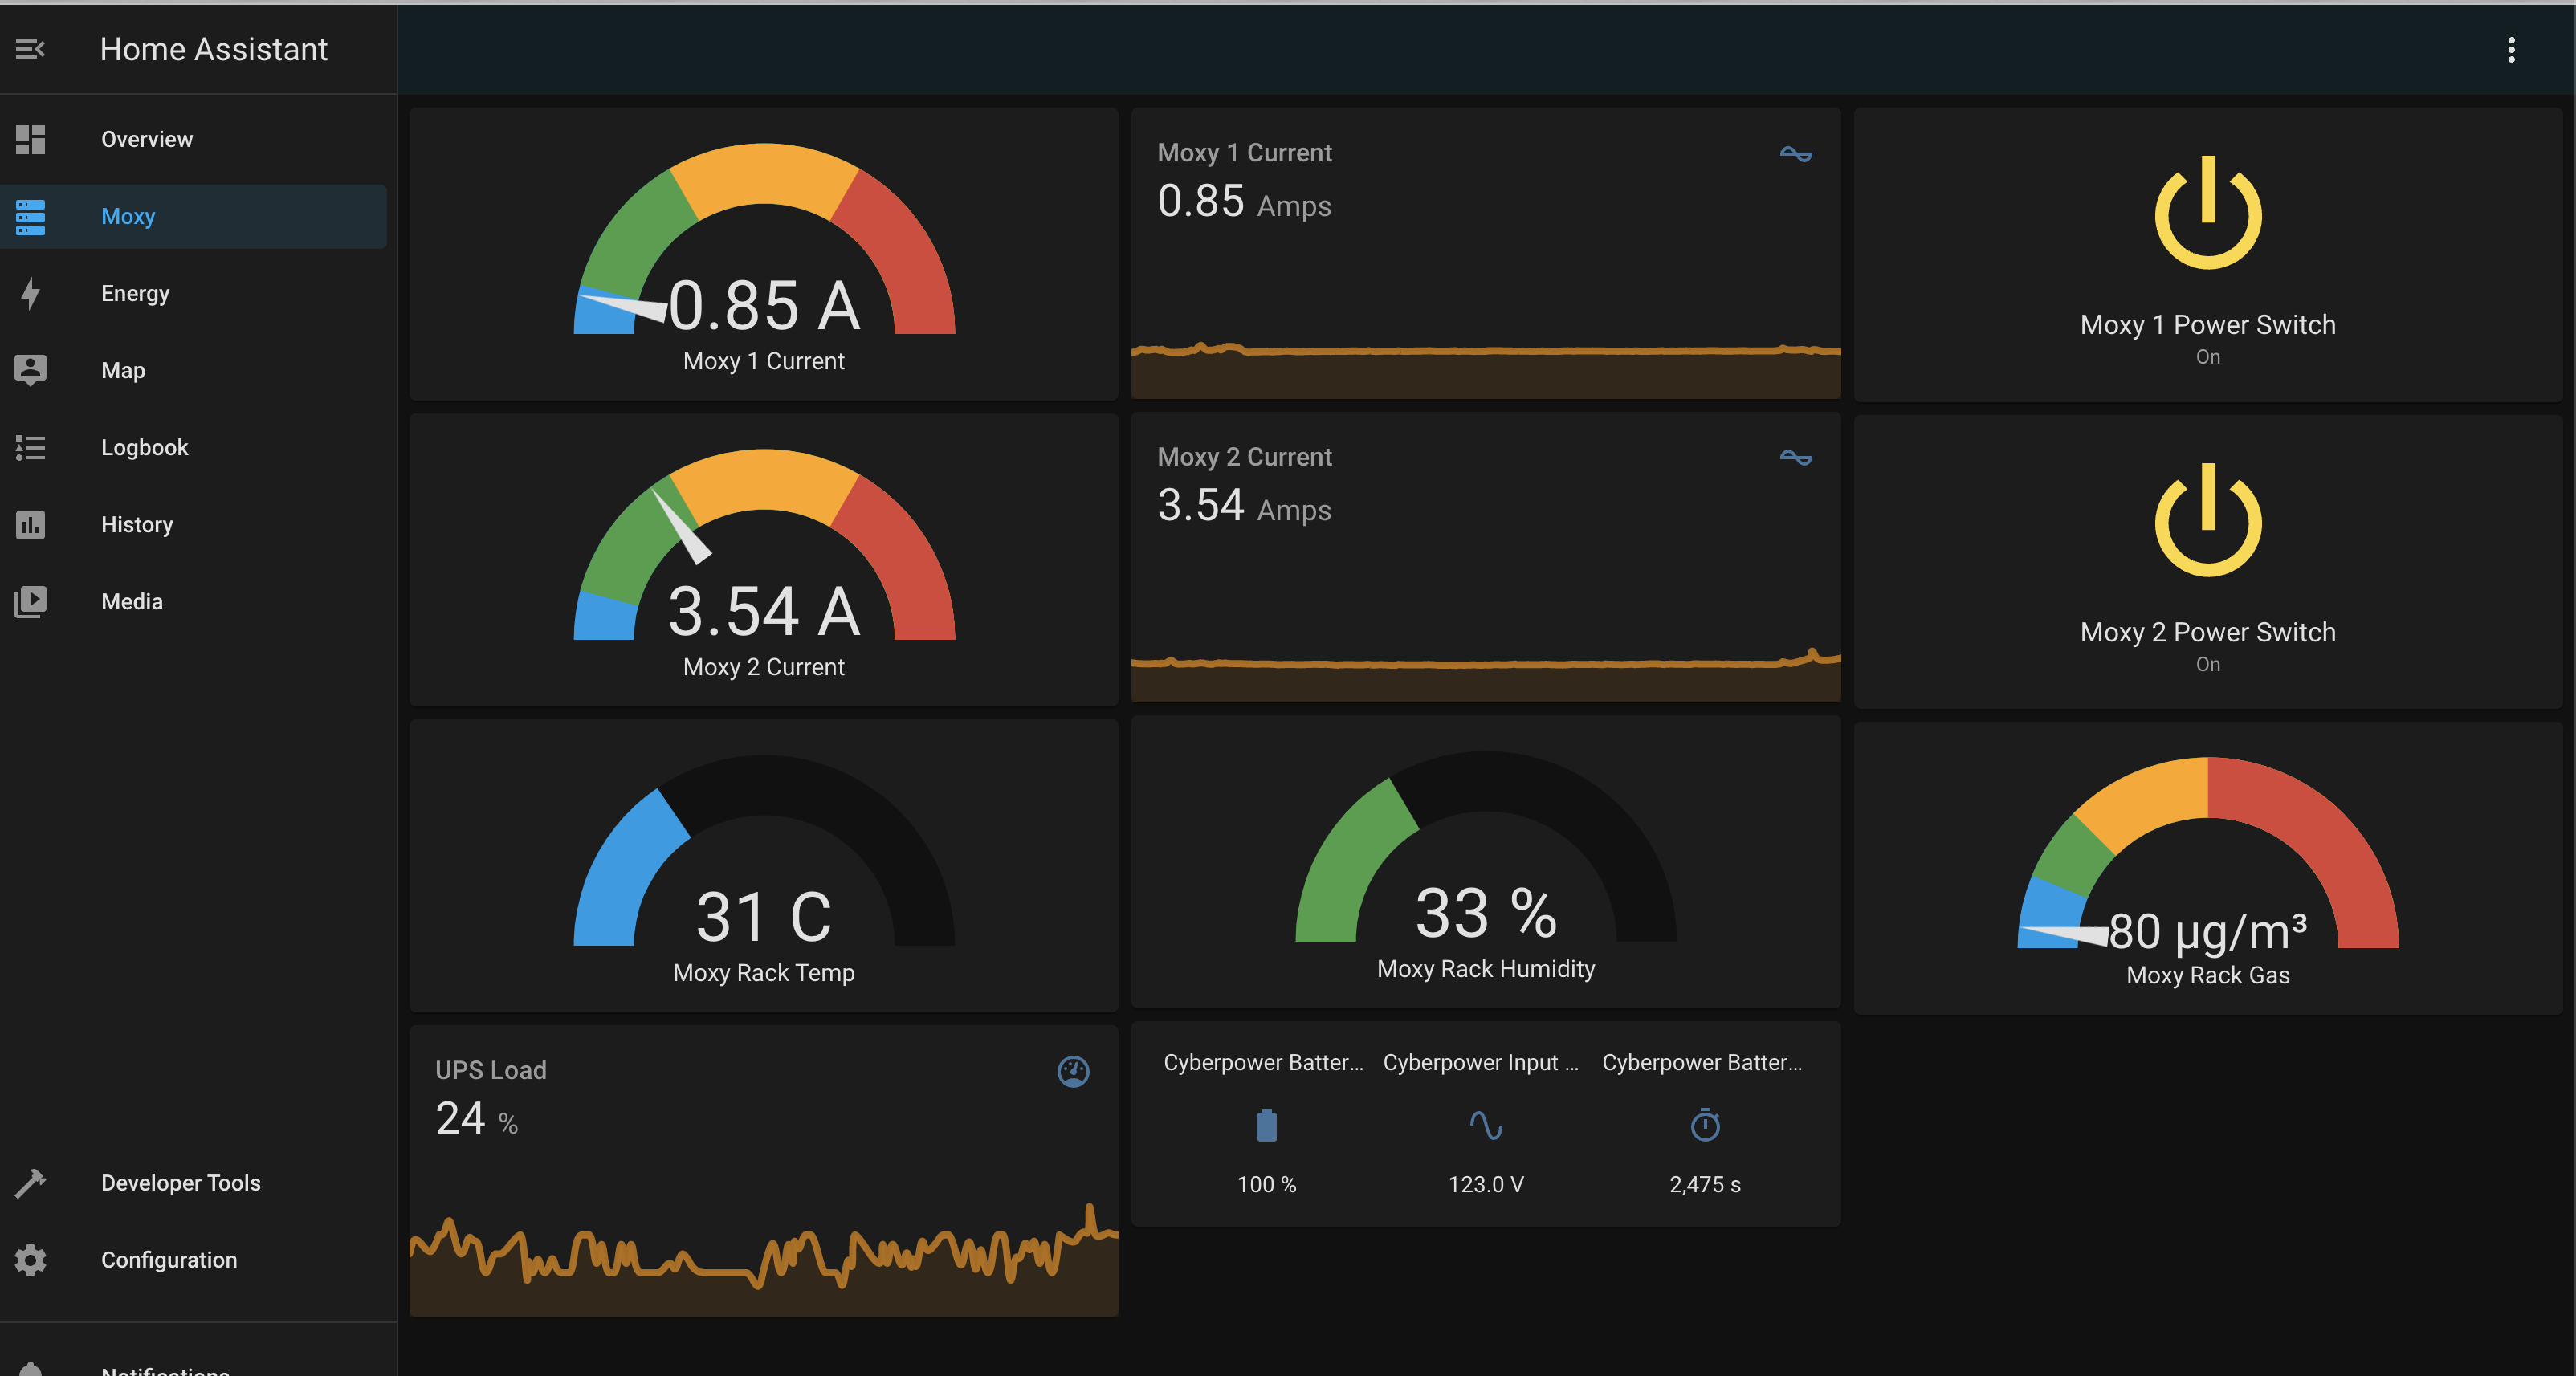 Home Assistant
Overview
Moxy
Energy
Map
Logbook
History
Media
Developer Tools
Configuration
Notifications
0.85 A
Moxy 1 Current
Moxy 1 Current
0.85 Amps
Moxy 1 Power Switch
On
3.54 A
Moxy 2 Current
Moxy 2 Current
3.54 Amps
Moxy 2 Power Switch
On
31 C
Moxy Rack Temp
33 %
Moxy Rack Humidity
80 µg/m³
Moxy Rack Gas
UPS Load
24 %
Cyberpower Batter... Cyberpower Input ... Cyberpower Batter...
100 % 123.0 V 2,475 s